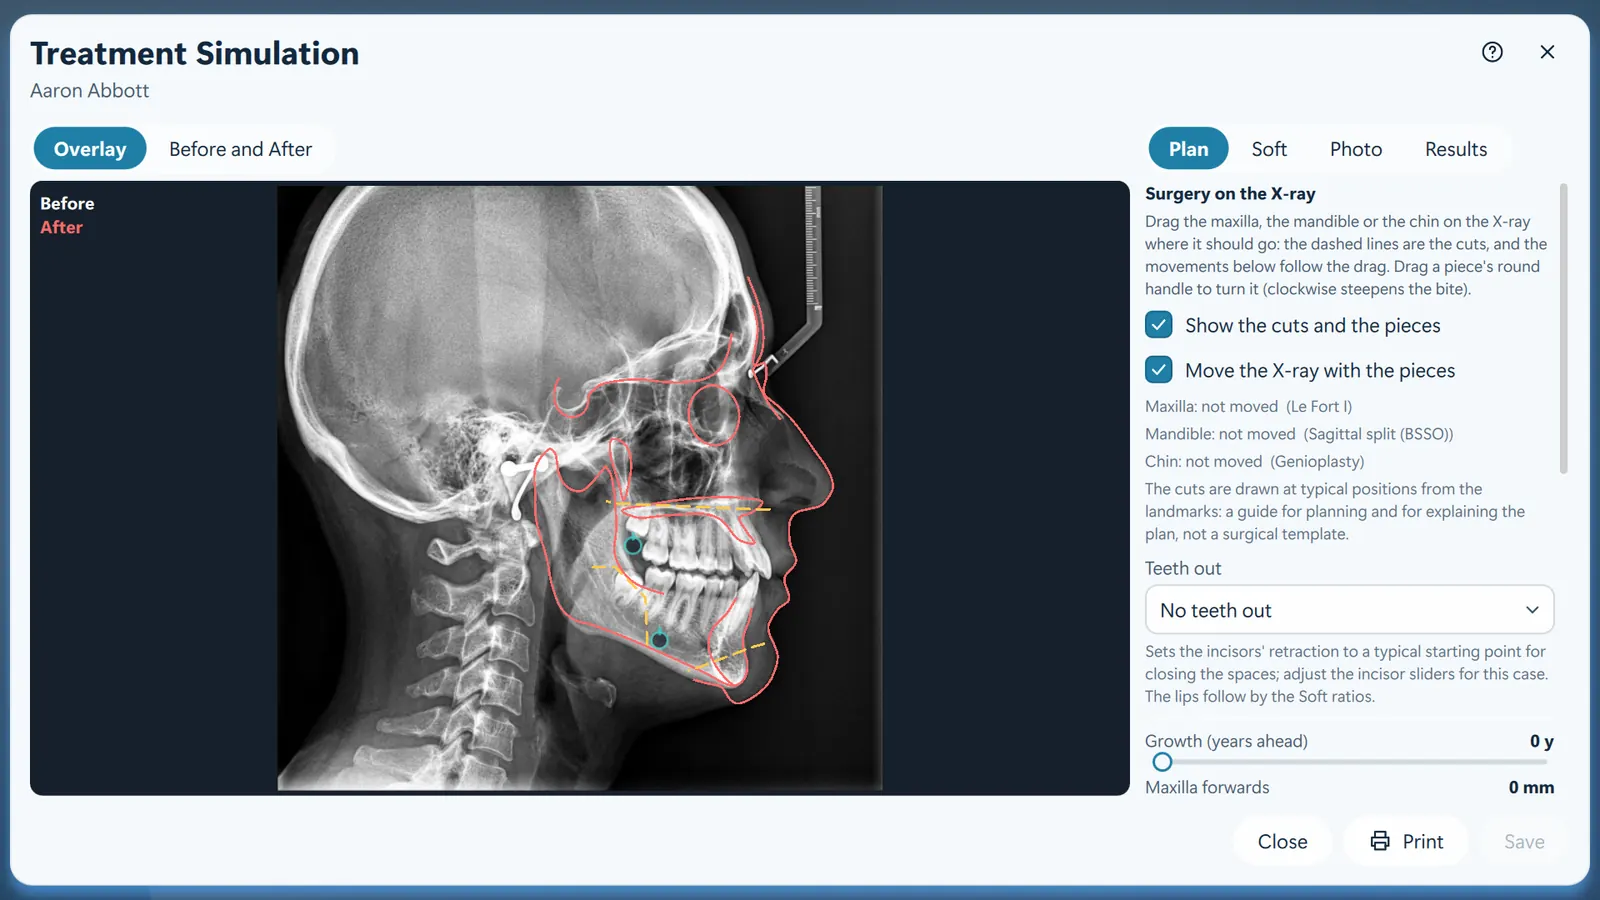 Treatment Simulation
Aaron Abbott
Overlay
Before and After
Plan
Soft
Photo
Results
Before
After
Surgery on the X-ray
Drag the maxilla, the mandible or the chin on the X-ray
where it should go: the dashed lines are the cuts, and the
movements below follow the drag. Drag a piece's round
handle to turn it (clockwise steepens the bite).
Show the cuts and the pieces
Move the X-ray with the pieces
Maxilla: not moved (Le Fort I)
Mandible: not moved (Sagittal split (BSSO))
Chin: not moved (Genioplasty)
The cuts are drawn at typical positions from the
landmarks: a guide for planning and for explaining the
plan, not a surgical template.
Teeth out
No teeth out
Sets the incisors' retraction to a typical starting point for
closing the spaces; adjust the incisor sliders for this case.
The lips follow by the Soft ratios.
Growth (years ahead) 0 y
Maxilla forwards 0 mm
Close
Print
Save